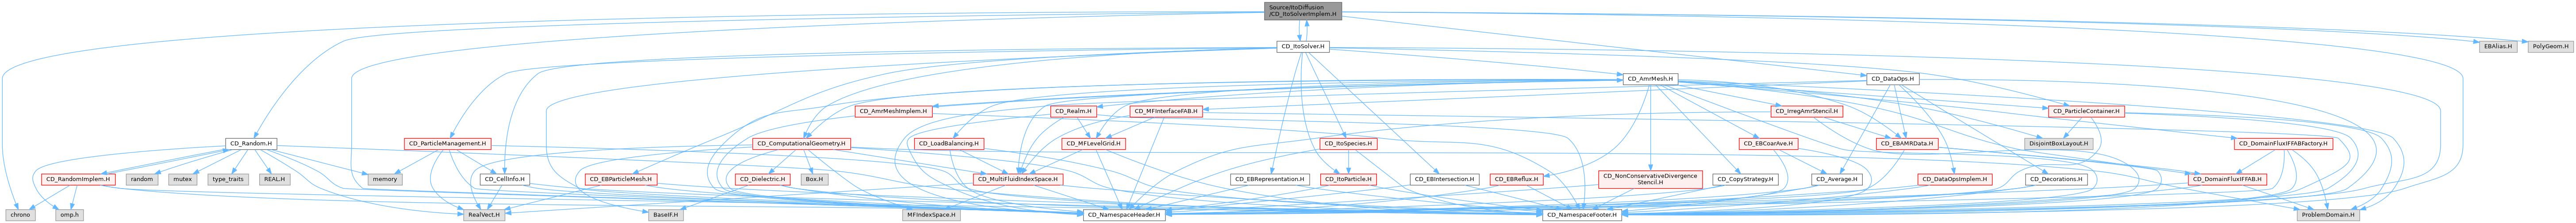 Source/ItoDiffusion
/CD_ItoSolverImplem.H
CD_ItoSolver.H
EBAlias.H
PolyGeom.H
CD_AmrMesh.H
CD_DataOps.H
CD_AmrMeshImplem.H
CD_Realm.H
CD_MFInterfaceFAB.H
CD_IrregAmrStencil.H
CD_ParticleContainer.H
CD_Random.H
CD_ParticleManagement.H
CD_ComputationalGeometry.H
CD_LoadBalancing.H
CD_MFLevelGrid.H
CD_ItoSpecies.H
CD_EBCoarAve.H
CD_EBAMRData.H
DisjointBoxLayout.H
CD_DomainFluxIFFABFactory.H
CD_RandomImplem.H
random
mutex
type_traits
REAL.H
memory
CD_CellInfo.H
CD_EBParticleMesh.H
CD_Dielectric.H
Box.H
CD_MultiFluidIndexSpace.H
CD_EBRepresentation.H
CD_ItoParticle.H
CD_EBIntersection.H
CD_EBReflux.H
CD_NonConservativeDivergence
Stencil.H
CD_CopyStrategy.H
CD_Average.H
CD_DataOpsImplem.H
CD_Decorations.H
CD_DomainFluxIFFAB.H
chrono
omp.h
RealVect.H
BaseIF.H
MFIndexSpace.H
CD_NamespaceHeader.H
CD_NamespaceFooter.H
ProblemDomain.H